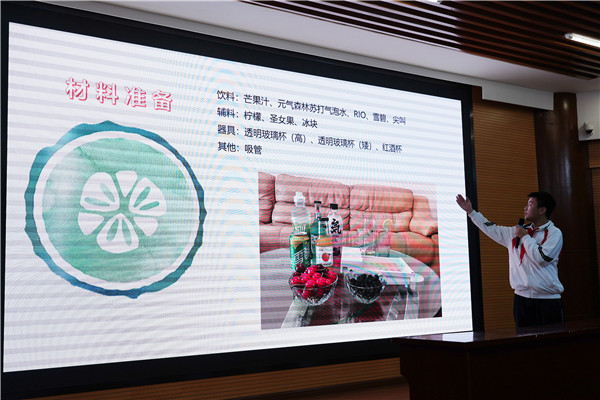 材料准备
饮料：芒果汁、元气森林苏打气泡水、RIO、雪碧、尖叫
辅料：柠檬、圣女果、冰块
器具：透明玻璃杯（高）、透明玻璃杯（矮）、红酒杯
其他：吸管